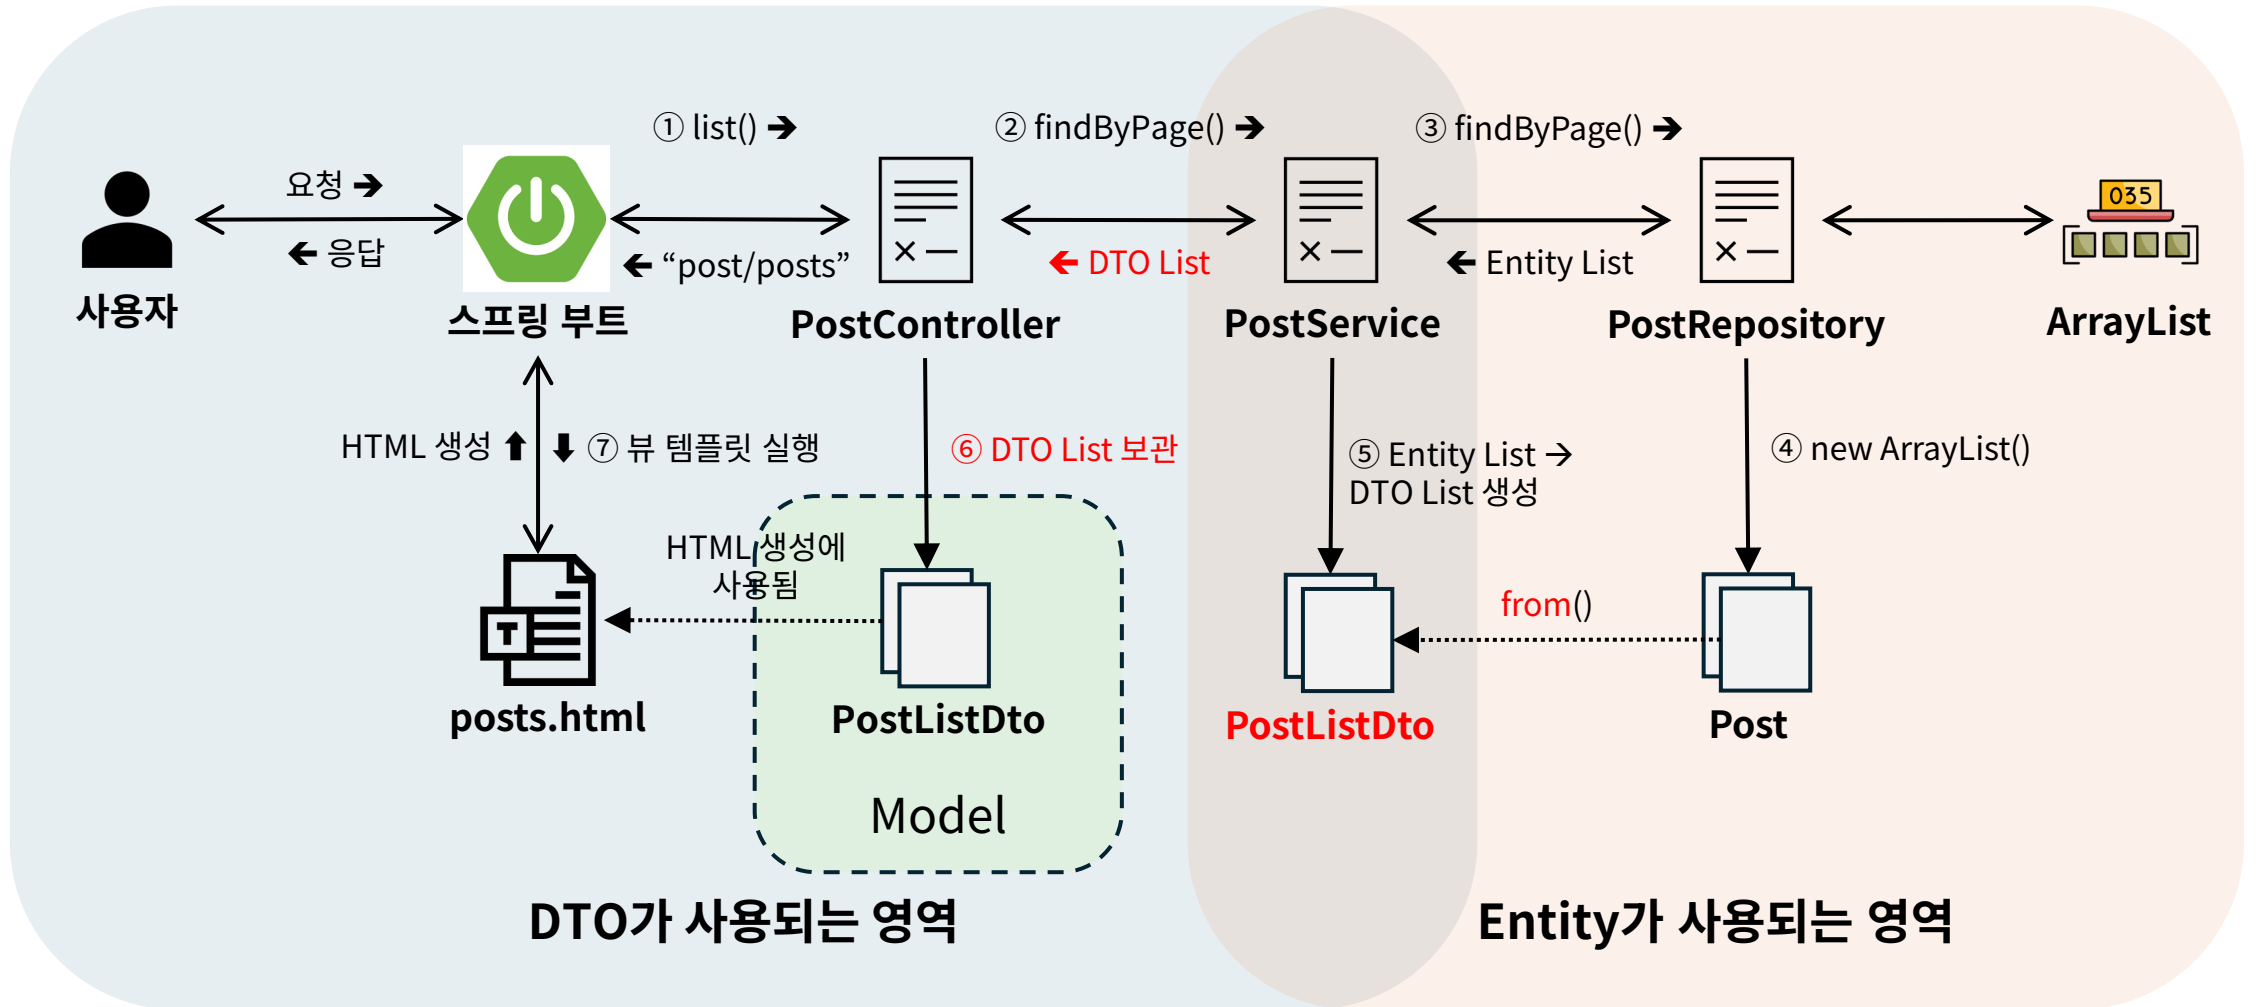 ① list() →
② findByPage() →
③ findByPage() →
요청 →
← 응답
← “post/posts”
← DTO List
← Entity List
035
사용자
스프링 부트
PostController
PostService
PostRepository
ArrayList
HTML 생성 ↑
↓ ⑦ 뷰 템플릿 실행
⑥ DTO List 보관
⑤ Entity List →
DTO List 생성
④ new ArrayList()
HTML 생성에
사용됨
from()
T
posts.html
PostListDto
PostListDto
Post
Model
DTO가 사용되는 영역
Entity가 사용되는 영역